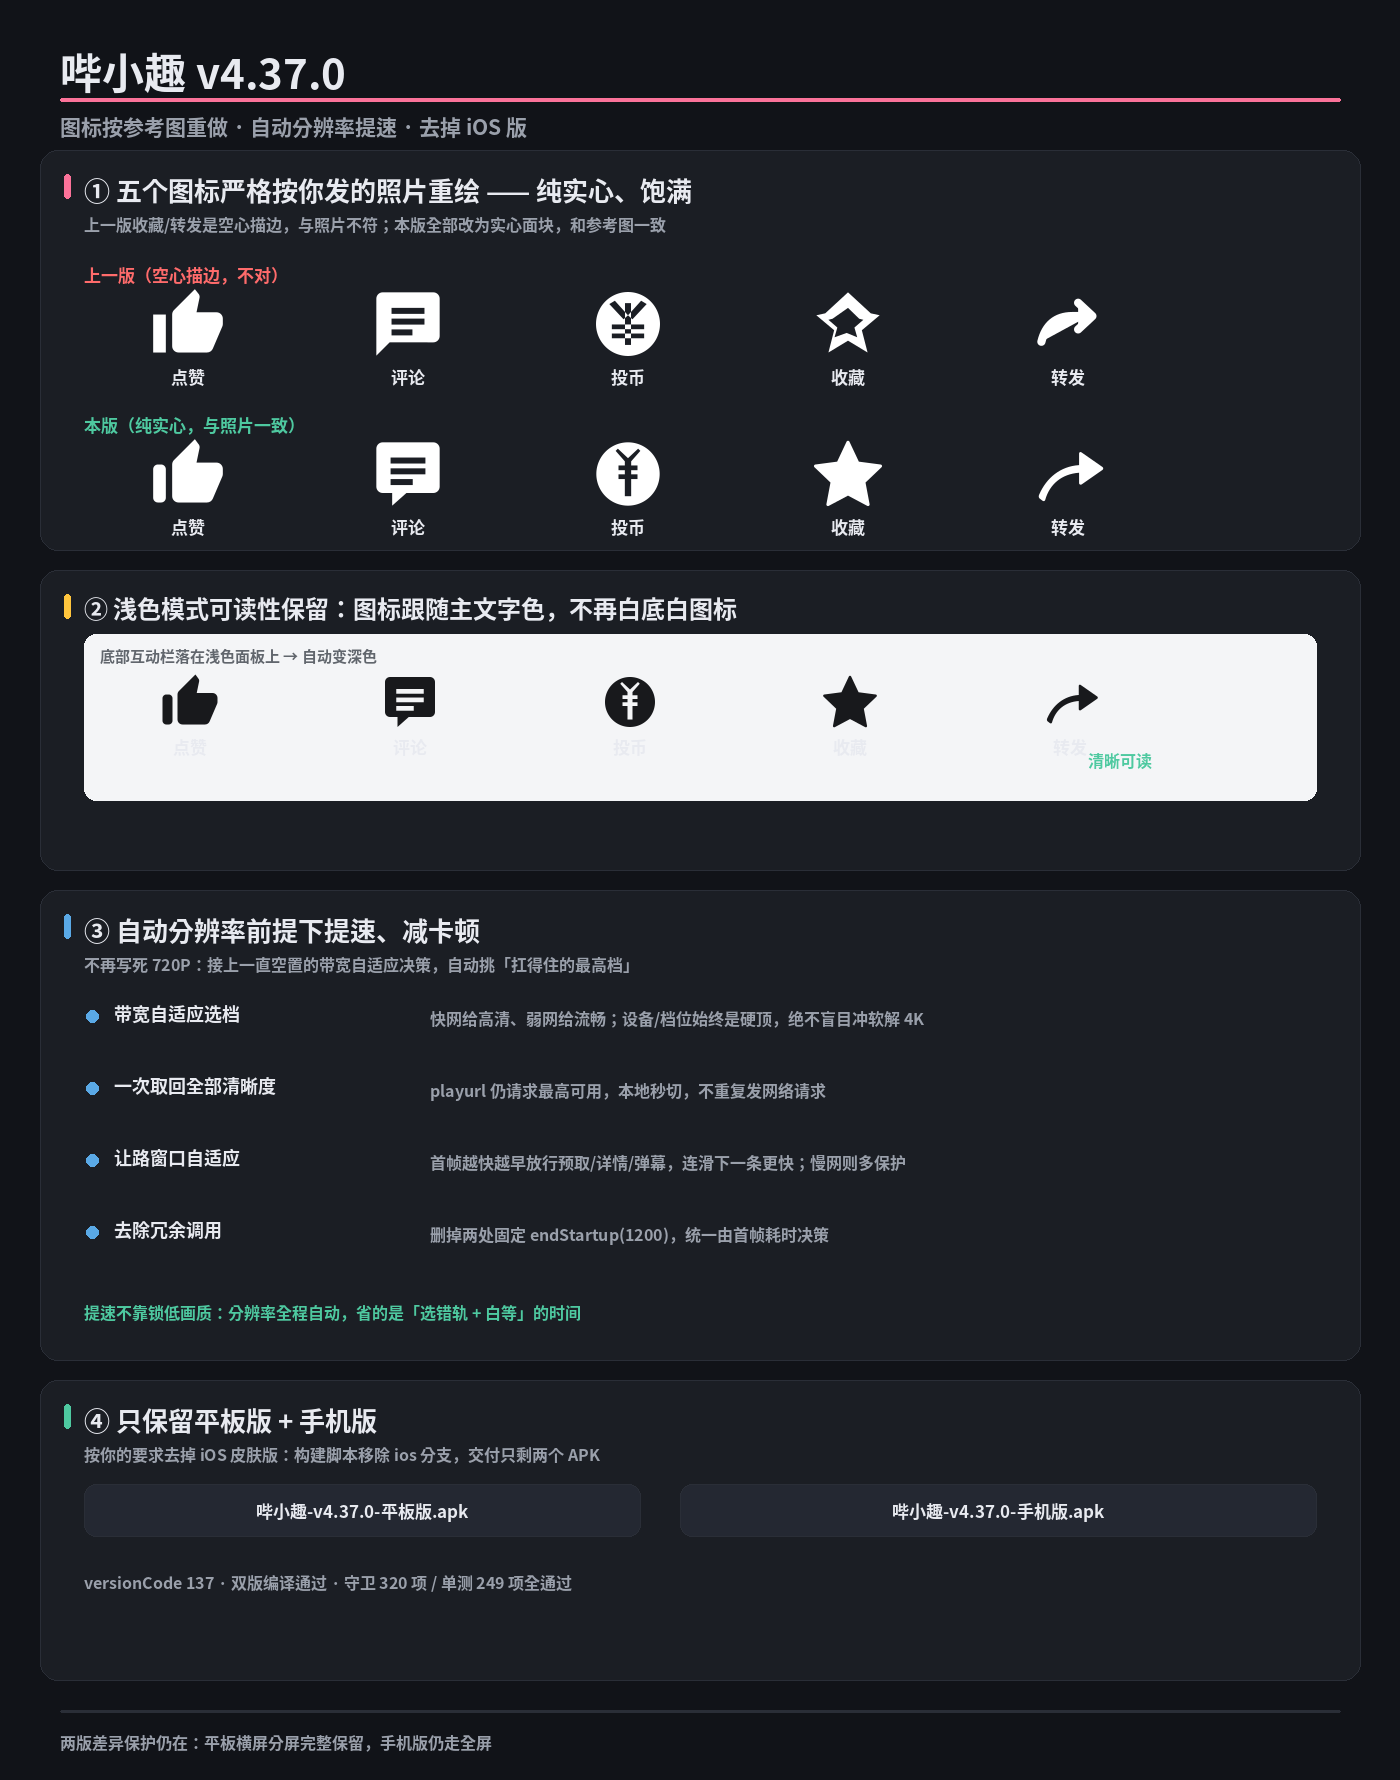 哔小趣 v4.37.0
图标按参考图重做 · 自动分辨率提速 · 去掉 iOS 版
① 五个图标严格按你发的照片重绘 —— 纯实心、饱满
上一版收藏/转发是空心描边，与照片不符；本版全部改为实心面块，和参考图一致
上一版（空心描边，不对）
点赞 评论 投币 收藏 转发
本版（纯实心，与照片一致）
点赞 评论 投币 收藏 转发
② 浅色模式可读性保留：图标跟随主文字色，不再白底白图标
底部互动栏落在浅色面板上 → 自动变深色
点赞 评论 投币 收藏 转发
清晰可读
③ 自动分辨率前提下提速、减卡顿
不再写死 720P：接上一直空置的带宽自适应决策，自动挑「扛得住的最高档」
带宽自适应选档 快网给高清、弱网给流畅；设备/档位始终是硬顶，绝不盲目冲软解 4K
一次取回全部清晰度 playurl 仍请求最高可用，本地秒切，不重复发网络请求
让路窗口自适应 首帧越快越早放行预取/详情/弹幕，连滑下一条更快；慢网则多保护
去除冗余调用 删掉两处固定 endStartup(1200)，统一由首帧耗时决策
提速不靠锁低画质：分辨率全程自动，省的是「选错轨 + 白等」的时间
④ 只保留平板版 + 手机版
按你的要求去掉 iOS 皮肤版：构建脚本移除 ios 分支，交付只剩两个 APK
哔小趣-v4.37.0-平板版.apk 哔小趣-v4.37.0-手机版.apk
versionCode 137 · 双版编译通过 · 守卫 320 项 / 单测 249 项全通过
两版差异保护仍在：平板横屏分屏完整保留，手机版仍走全屏